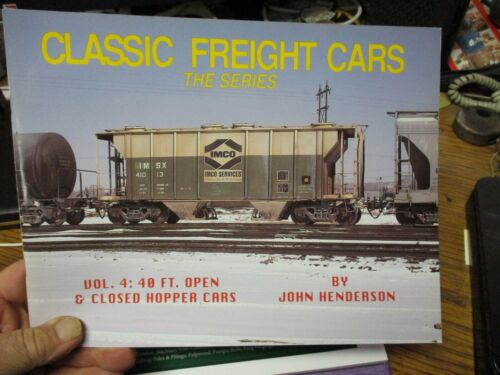 CLASSIC FREIGHT CARS
THE SERIES
IMCO
IMCO SERVICES
IMSX
41013
VOL. 4: 40 FT. OPEN
& CLOSED HOPPER CARS
BY
JOHN HENDERSON